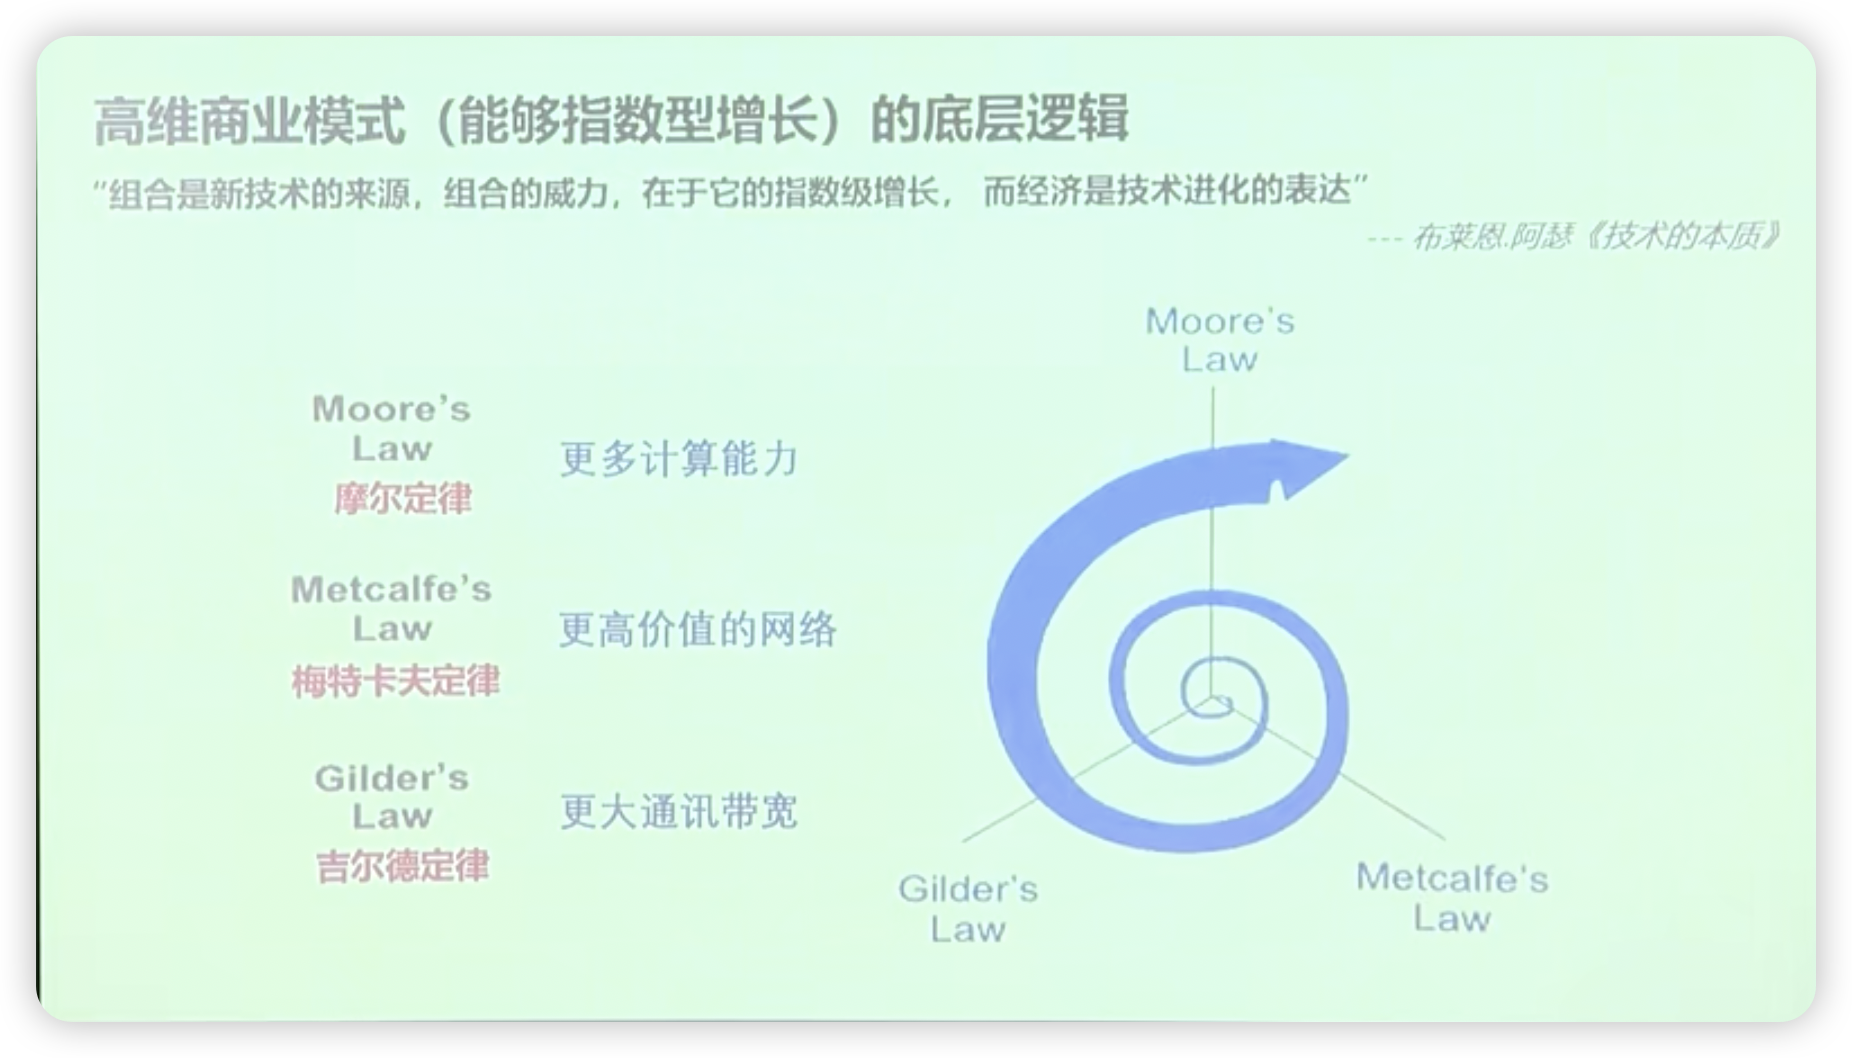 高维商业模式（能够指数型增长）的底层逻辑
“组合是新技术的来源，组合的威力，在于它的指数级增长， 而经济是技术进化的表达”
--- 布莱恩.阿瑟《技术的本质》
Moore’s
Law
摩尔定律
更多计算能力
Metcalfe’s
Law
梅特卡夫定律
更高价值的网络
Gilder’s
Law
吉尔德定律
更大通讯带宽
Moore's
Law
Gilder's
Law
Metcalfe's
Law